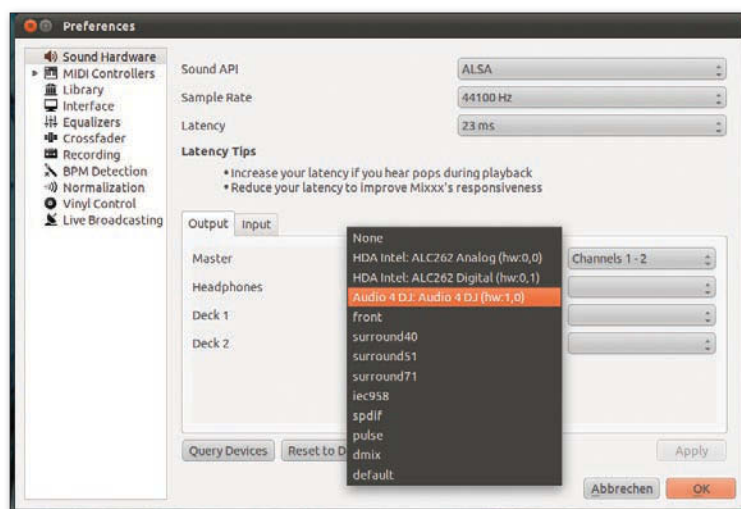 Preferences
Sound Hardware
MIDI Controllers
Library
Interface
Equalizers
Crossfader
Recording
BPM Detection
Normalization
Vinyl Control
Live Broadcasting
Sound API
ALSA
Sample Rate
44100 Hz
Latency
23 ms
Latency Tips
• Increase your latency if you hear pops during playback
• Reduce your latency to improve Mixxx's responsiveness
Output Input
Master
Channels 1 - 2
Headphones
Deck 1
Deck 2
None
HDA Intel: ALC262 Analog (hw:0,0)
HDA Intel: ALC262 Digital (hw:0,1)
Audio 4 DJ: Audio 4 DJ (hw:1,0)
front
surround40
surround51
surround71
iec958
spdif
pulse
dmix
default
Query Devices Reset to D Apply
Abbrechen OK